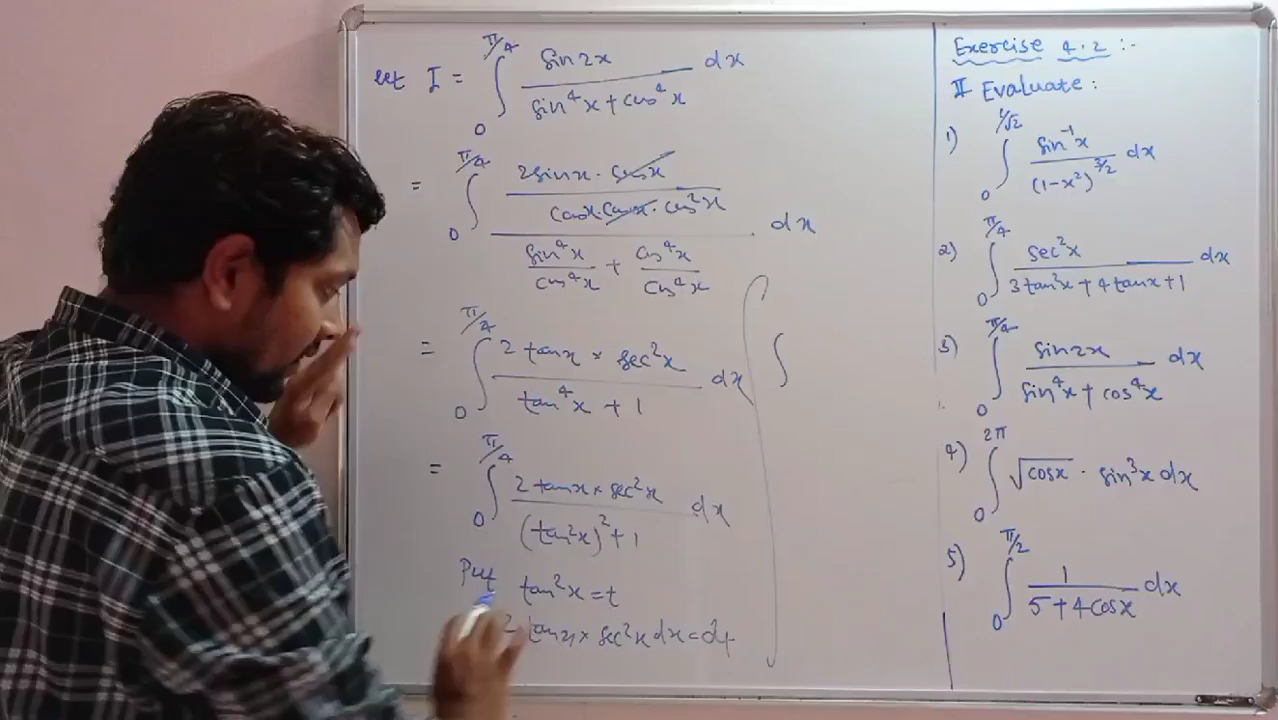 let I = ∫₀^{π/4} sin2x / (sin⁴x + cos⁴x) dx
= ∫₀^{π/4} (2sinx · cosx / (cosx · cosx · cos²x)) / (sin⁴x/cos⁴x + cos⁴x/cos⁴x) dx
= ∫₀^{π/4} (2 tanx × sec²x) / (tan⁴x + 1) dx
= ∫₀^{π/4} (2 tanx × sec²x) / ((tan²x)² + 1) dx
Put tan²x = t
2 tanx × sec²x dx = dt
∫
Exercise 4.2 :-
II Evaluate :
1) ∫₀^{1/√2} sin⁻¹x / (1-x²)^{3/2} dx
2) ∫₀^{π/4} sec²x / (3tan²x + 4tanx + 1) dx
3) ∫₀^{π/4} sin2x / (sin⁴x + cos⁴x) dx
4) ∫₀^{2π} √cosx · sin³x dx
5) ∫₀^{π/2} 1 / (5+4cosx) dx